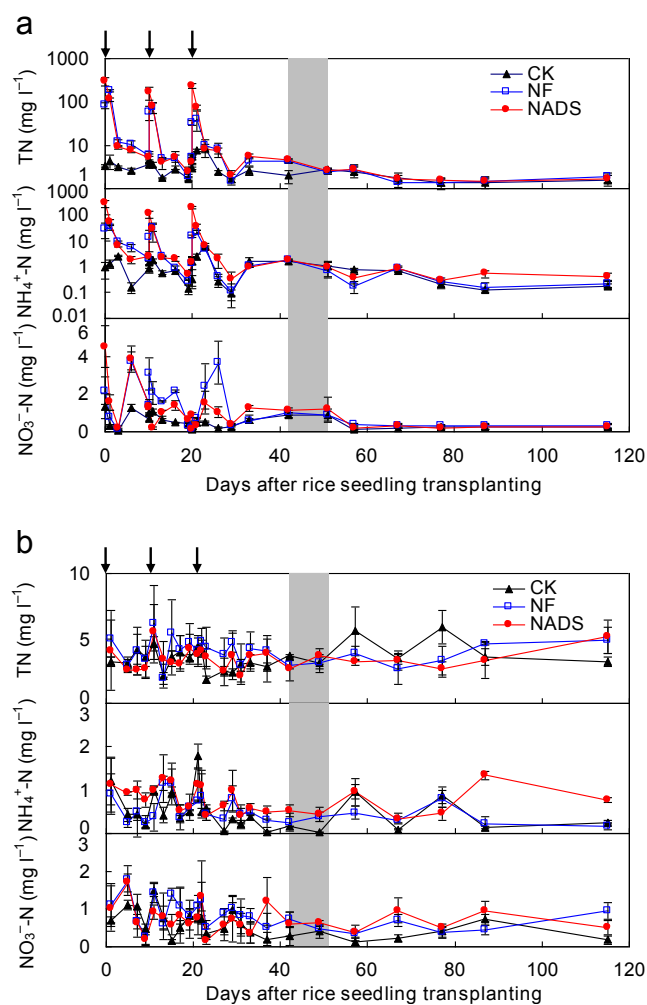 a
1000
100
10
1
TN (mg l⁻¹)
CK
NF
NADS
1000
100
10
1
0.1
0.01
NH₄⁺-N (mg l⁻¹)
6
4
2
0
NO₃⁻-N (mg l⁻¹)
0 20 40 60 80 100 120
Days after rice seedling transplanting
b
10
5
0
TN (mg l⁻¹)
CK
NF
NADS
3
2
1
0
NH₄⁺-N (mg l⁻¹)
3
2
1
0
NO₃⁻-N (mg l⁻¹)
0 20 40 60 80 100 120
Days after rice seedling transplanting